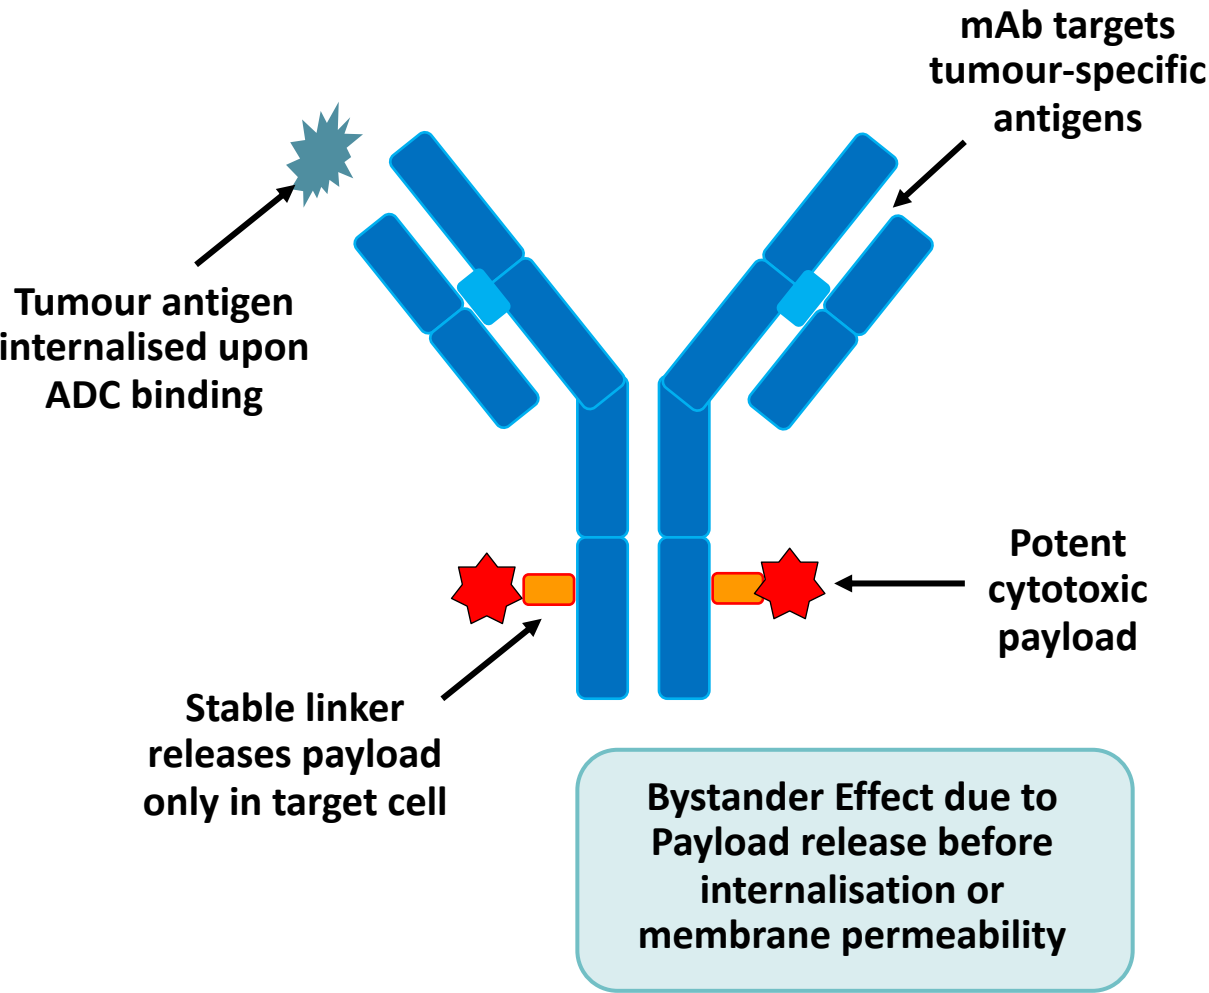 mAb targets
tumour-specific
antigens
Tumour antigen
internalised upon
ADC binding
Potent
cytotoxic
payload
Stable linker
releases payload
only in target cell
Bystander Effect due to
Payload release before
internalisation or
membrane permeability